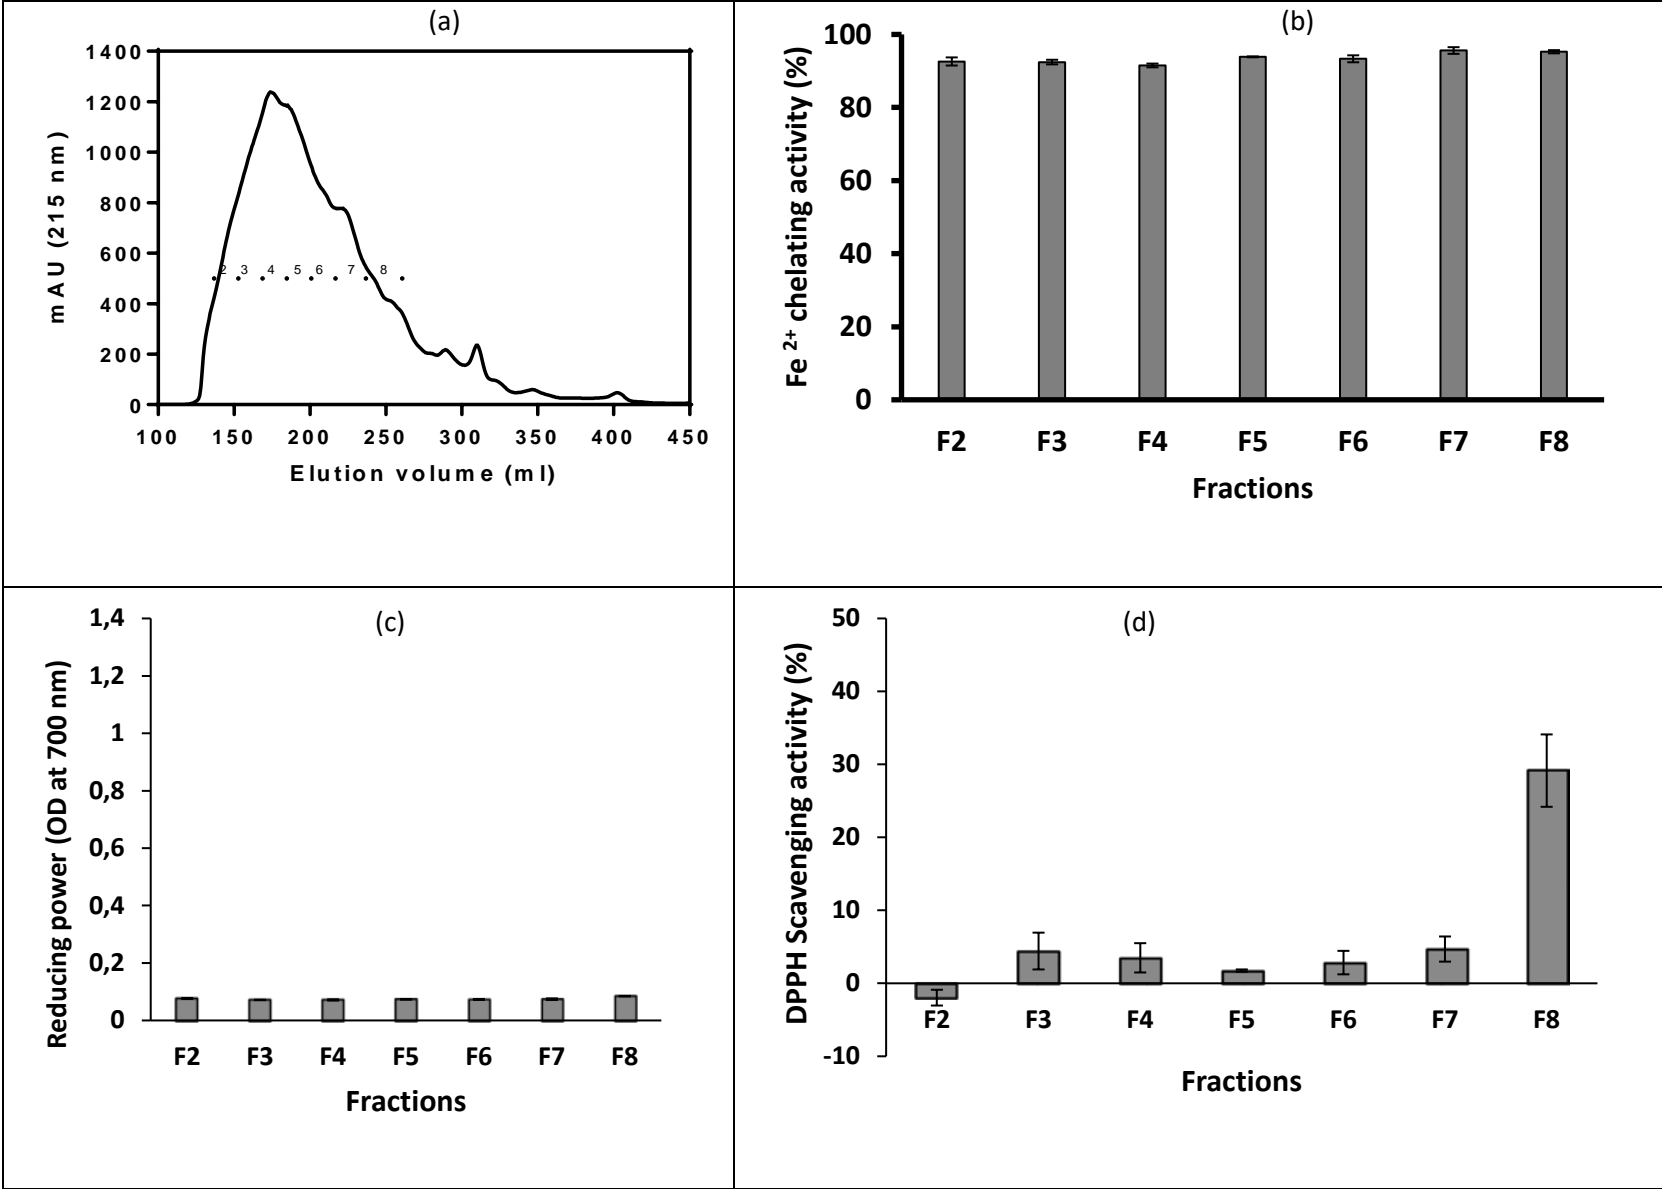 (a)
1400
1200
1000
800
600
400
200
0
mAU (215 nm)
2 3 4 5 6 7 8
100 150 200 250 300 350 400 450
Elution volume (ml)
(b)
100
80
60
40
20
0
Fe 2+ chelating activity (%)
F2 F3 F4 F5 F6 F7 F8
Fractions
(c)
1,4
1,2
1
0,8
0,6
0,4
0,2
0
Reducing power (OD at 700 nm)
F2 F3 F4 F5 F6 F7 F8
Fractions
(d)
50
40
30
20
10
0
-10
DPPH Scavenging activity (%)
F2 F3 F4 F5 F6 F7 F8
Fractions